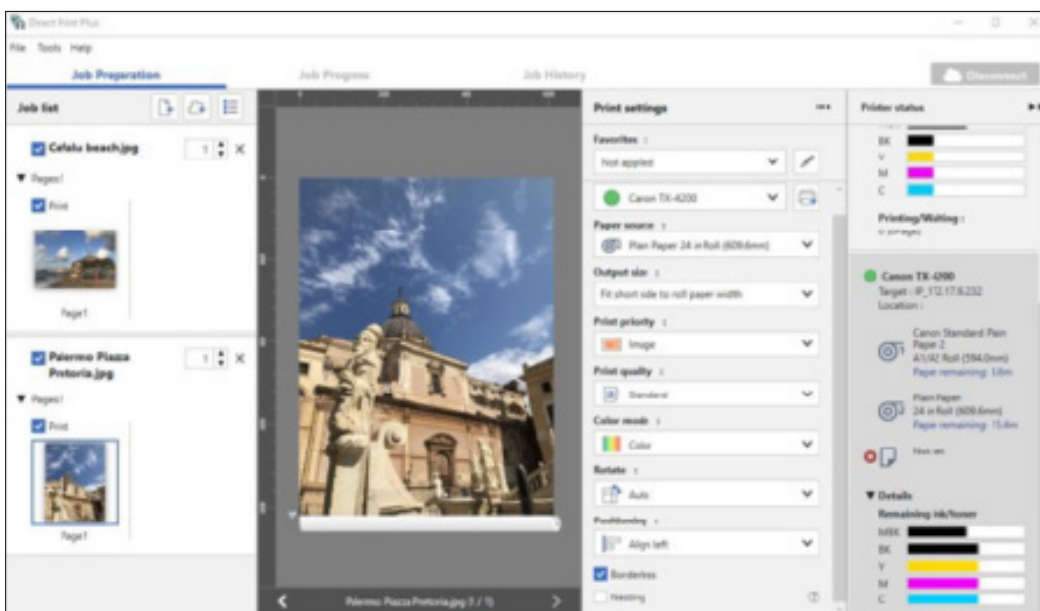 Direct Print Plus
File Tools Help
Job Preparation Job Progress Job History Disconnect
Job list
Cefalu beach.jpg 1
Pages1
Print
Page1
Palermo Piazza
Pretoria.jpg 1
Pages1
Print
Page1
Palermo Piazza Pretoria.jpg (1 / 1)
Print settings
Favorites :
Not applied
Canon TX-4200
Paper source :
Plain Paper 24 in Roll (609.6mm)
Output size :
Fit short side to roll paper width
Print priority :
Image
Print quality :
Standard
Color mode :
Color
Rotate :
Auto
Positioning :
Align left
Borderless
Nesting
Printer status
BK
Y
M
C
Printing/Waiting :
Canon TX-4200
Target : IP_172.17.8.232
Location :
Canon Standard Plain
Paper 2
A1/A2 Roll (594.0mm)
Paper remaining: 3.6m
Plain Paper
24 in Roll (609.6mm)
Paper remaining: 15.4m
Details
Remaining ink/toner
MBK
BK
Y
M
C